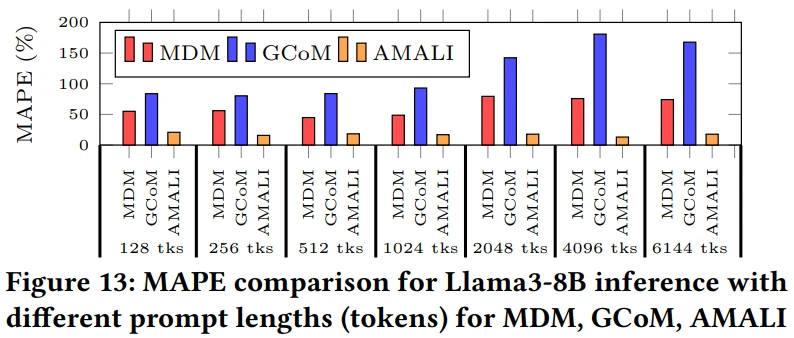 200
MDM GCoM AMALI
150
100
50
0
MAPE (%)
MDM GCoM AMALI MDM GCoM AMALI MDM GCoM AMALI MDM GCoM AMALI MDM GCoM AMALI MDM GCoM AMALI MDM GCoM AMALI
128 tks 256 tks 512 tks 1024 tks 2048 tks 4096 tks 6144 tks
Figure 13: MAPE comparison for Llama3-8B inference with
different prompt lengths (tokens) for MDM, GCoM, AMALI